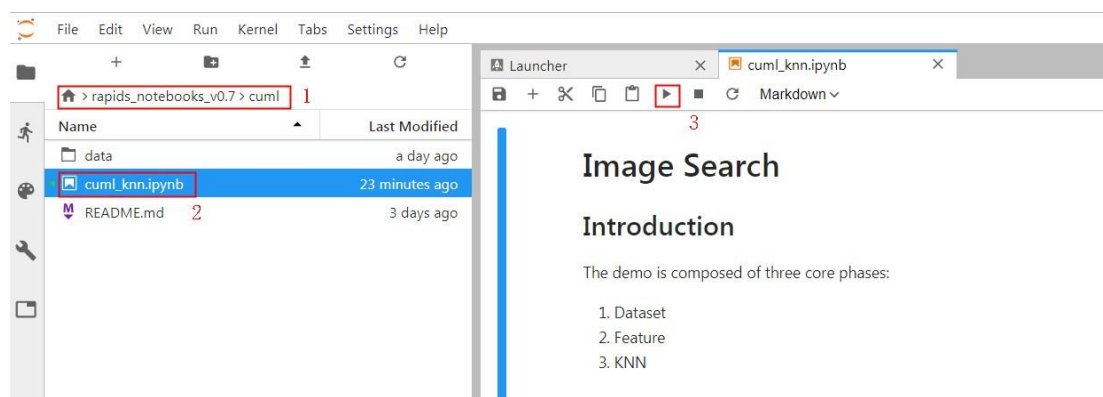 File Edit View Run Kernel Tabs Settings Help
Launcher
cuml_knn.ipynb
> rapids_notebooks_v0.7 > cuml
1
Markdown
3
Name Last Modified
data a day ago
cuml_knn.ipynb 23 minutes ago
README.md 3 days ago
2
Image Search
Introduction
The demo is composed of three core phases:
1. Dataset
2. Feature
3. KNN